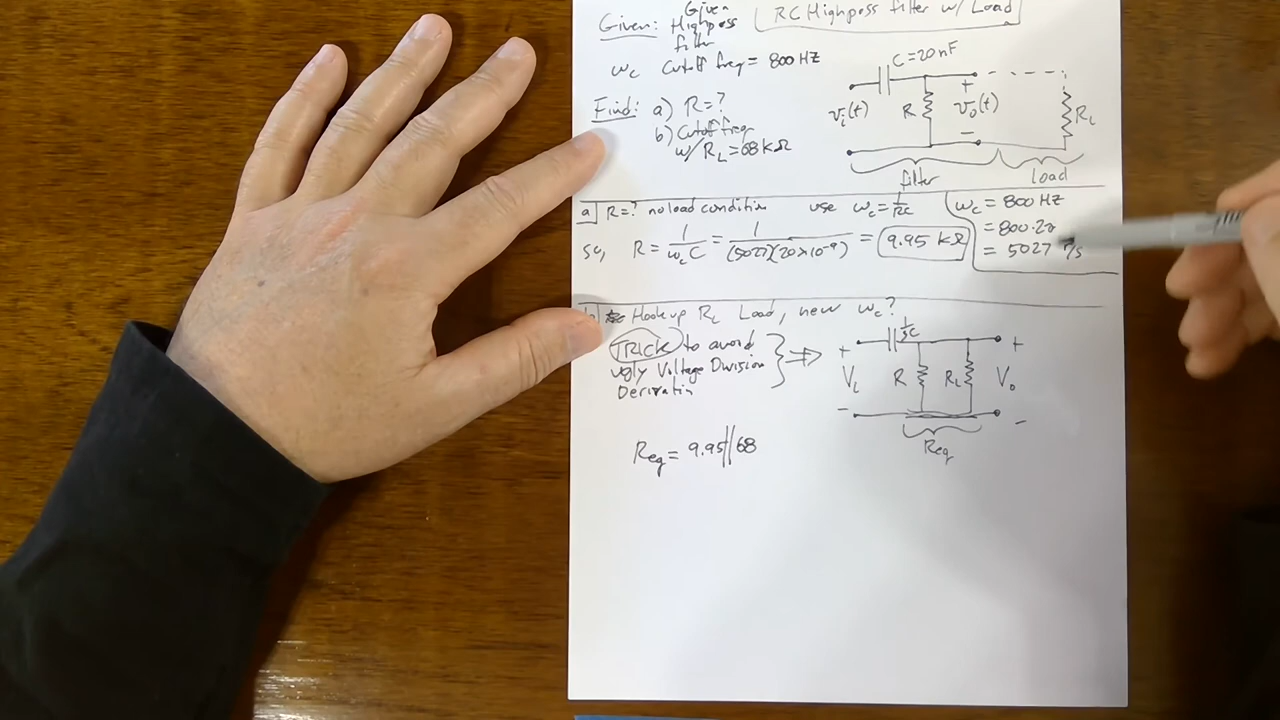 Given: Given Highpass filter
RC Highpass filter w/ Load
ωc Cutoff freq = 800 HZ
Find: a) R=?
b) Cutoff freq
w/ RL = 68 kΩ
C = 20 nF
vi(t)
R
+
vo(t)
−
RL
filter
load
a) R=? no load condition use ωc = 1/RC
ωc = 800 HZ
= 800·2π
= 5027 r/s
so, R = 1/ωcC = 1/(5027)(20×10⁻⁹) = 9.95 kΩ
b) Hookup RL Load, new ωc?
TRICK to avoid
ugly Voltage Division
Derivatin
1/sC
+
Vi
−
R
RL
+
Vo
−
Req
Req = 9.95||68